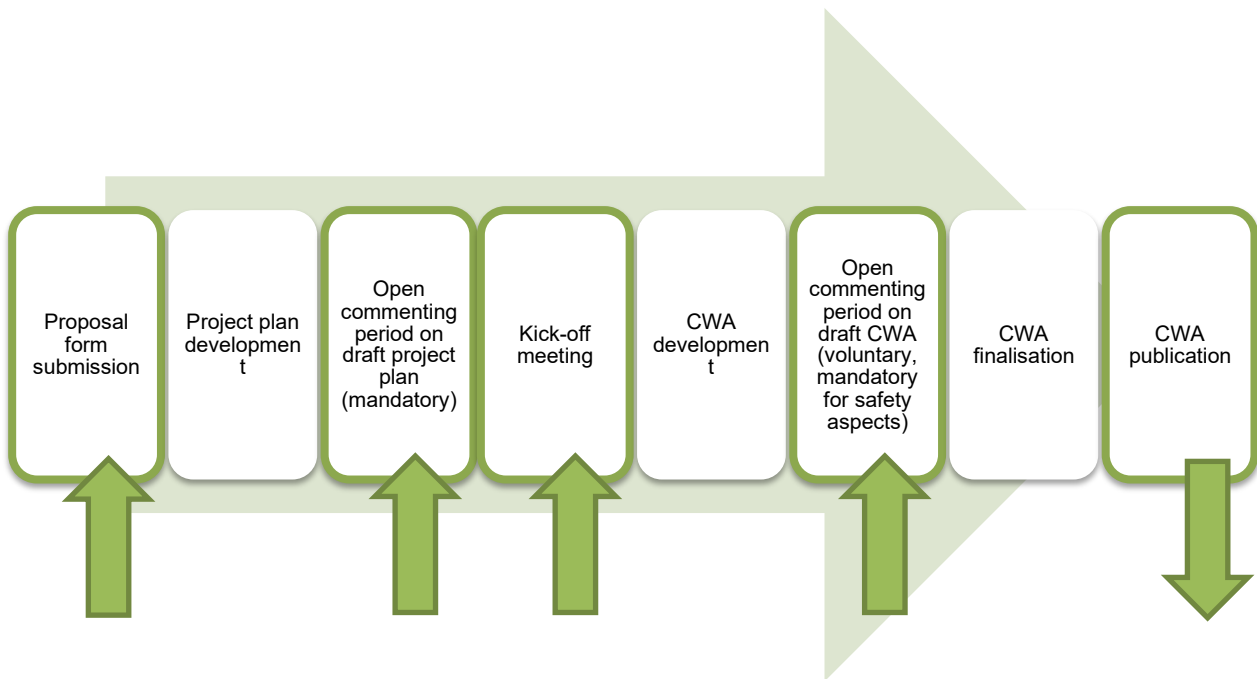 Proposal
form
submission
Project plan
developmen
t
Open
commenting
period on
draft project
plan
(mandatory)
Kick-off
meeting
CWA
developmen
t
Open
commenting
period on
draft CWA
(voluntary,
mandatory
for safety
aspects)
CWA
finalisation
CWA
publication